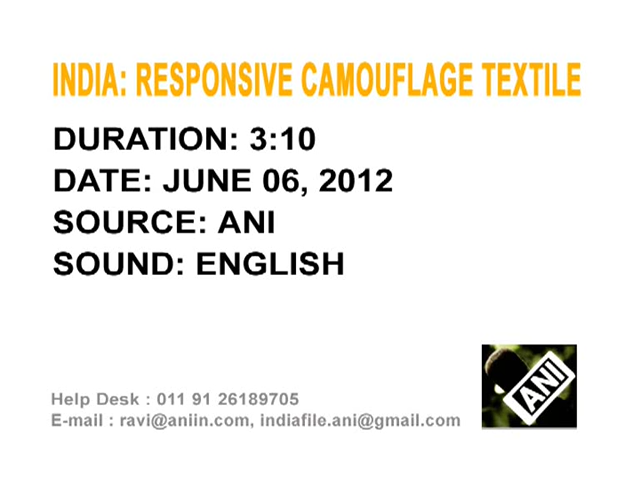 INDIA: RESPONSIVE CAMOUFLAGE TEXTILE
DURATION: 3:10
DATE: JUNE 06, 2012
SOURCE: ANI
SOUND: ENGLISH
ANI
Help Desk : 011 91 26189705
E-mail : ravi@aniin.com, indiafile.ani@gmail.com